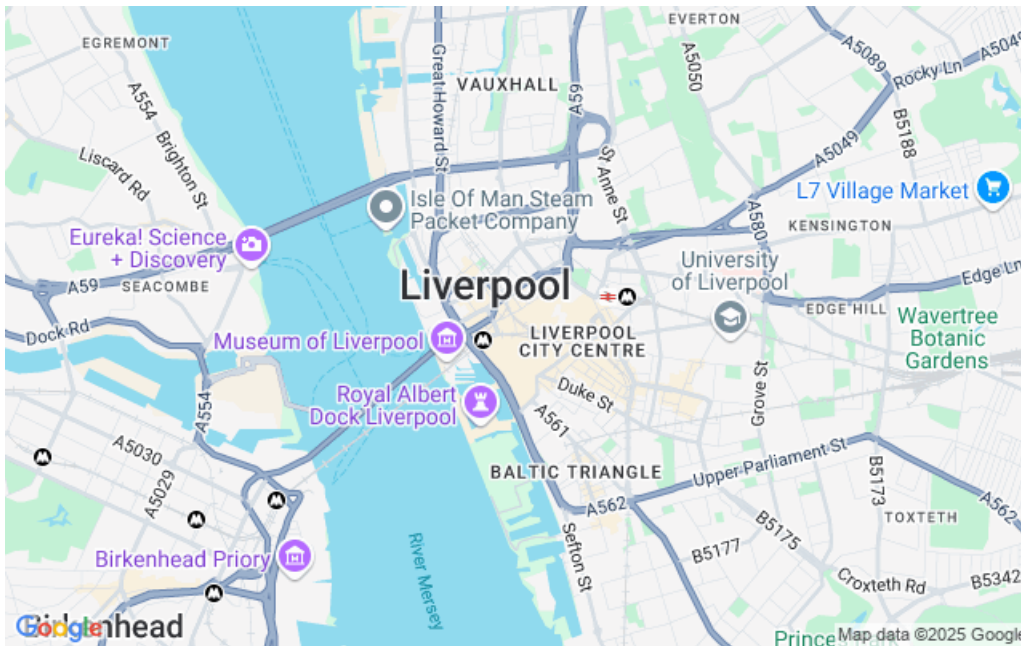 EVERTON
EGREMONT
A554
Brighton St
Liscard Rd
Great Howard St
VAUXHALL
A59
A5050
A5089
Rocky Ln
A5049
A5049
B5188
St Anne St
Isle Of Man Steam
Packet Company
L7 Village Market
KENSINGTON
A580
Eureka! Science
+ Discovery
A59
SEACOMBE
Liverpool
University
of Liverpool
Edge Ln
EDGE HILL
Dock Rd
Museum of Liverpool
LIVERPOOL
CITY CENTRE
Wavertree
Botanic
Gardens
Royal Albert
Dock Liverpool
Duke St
A561
Grove St
A554
A5030
A5029
BALTIC TRIANGLE
Upper Parliament St
B5173
A562
A562
TOXTETH
Sefton St
B5177
B5175
Croxteth Rd
B5342
River Mersey
Birkenhead Priory
Google
Birkenhead
Map data ©2025 Google